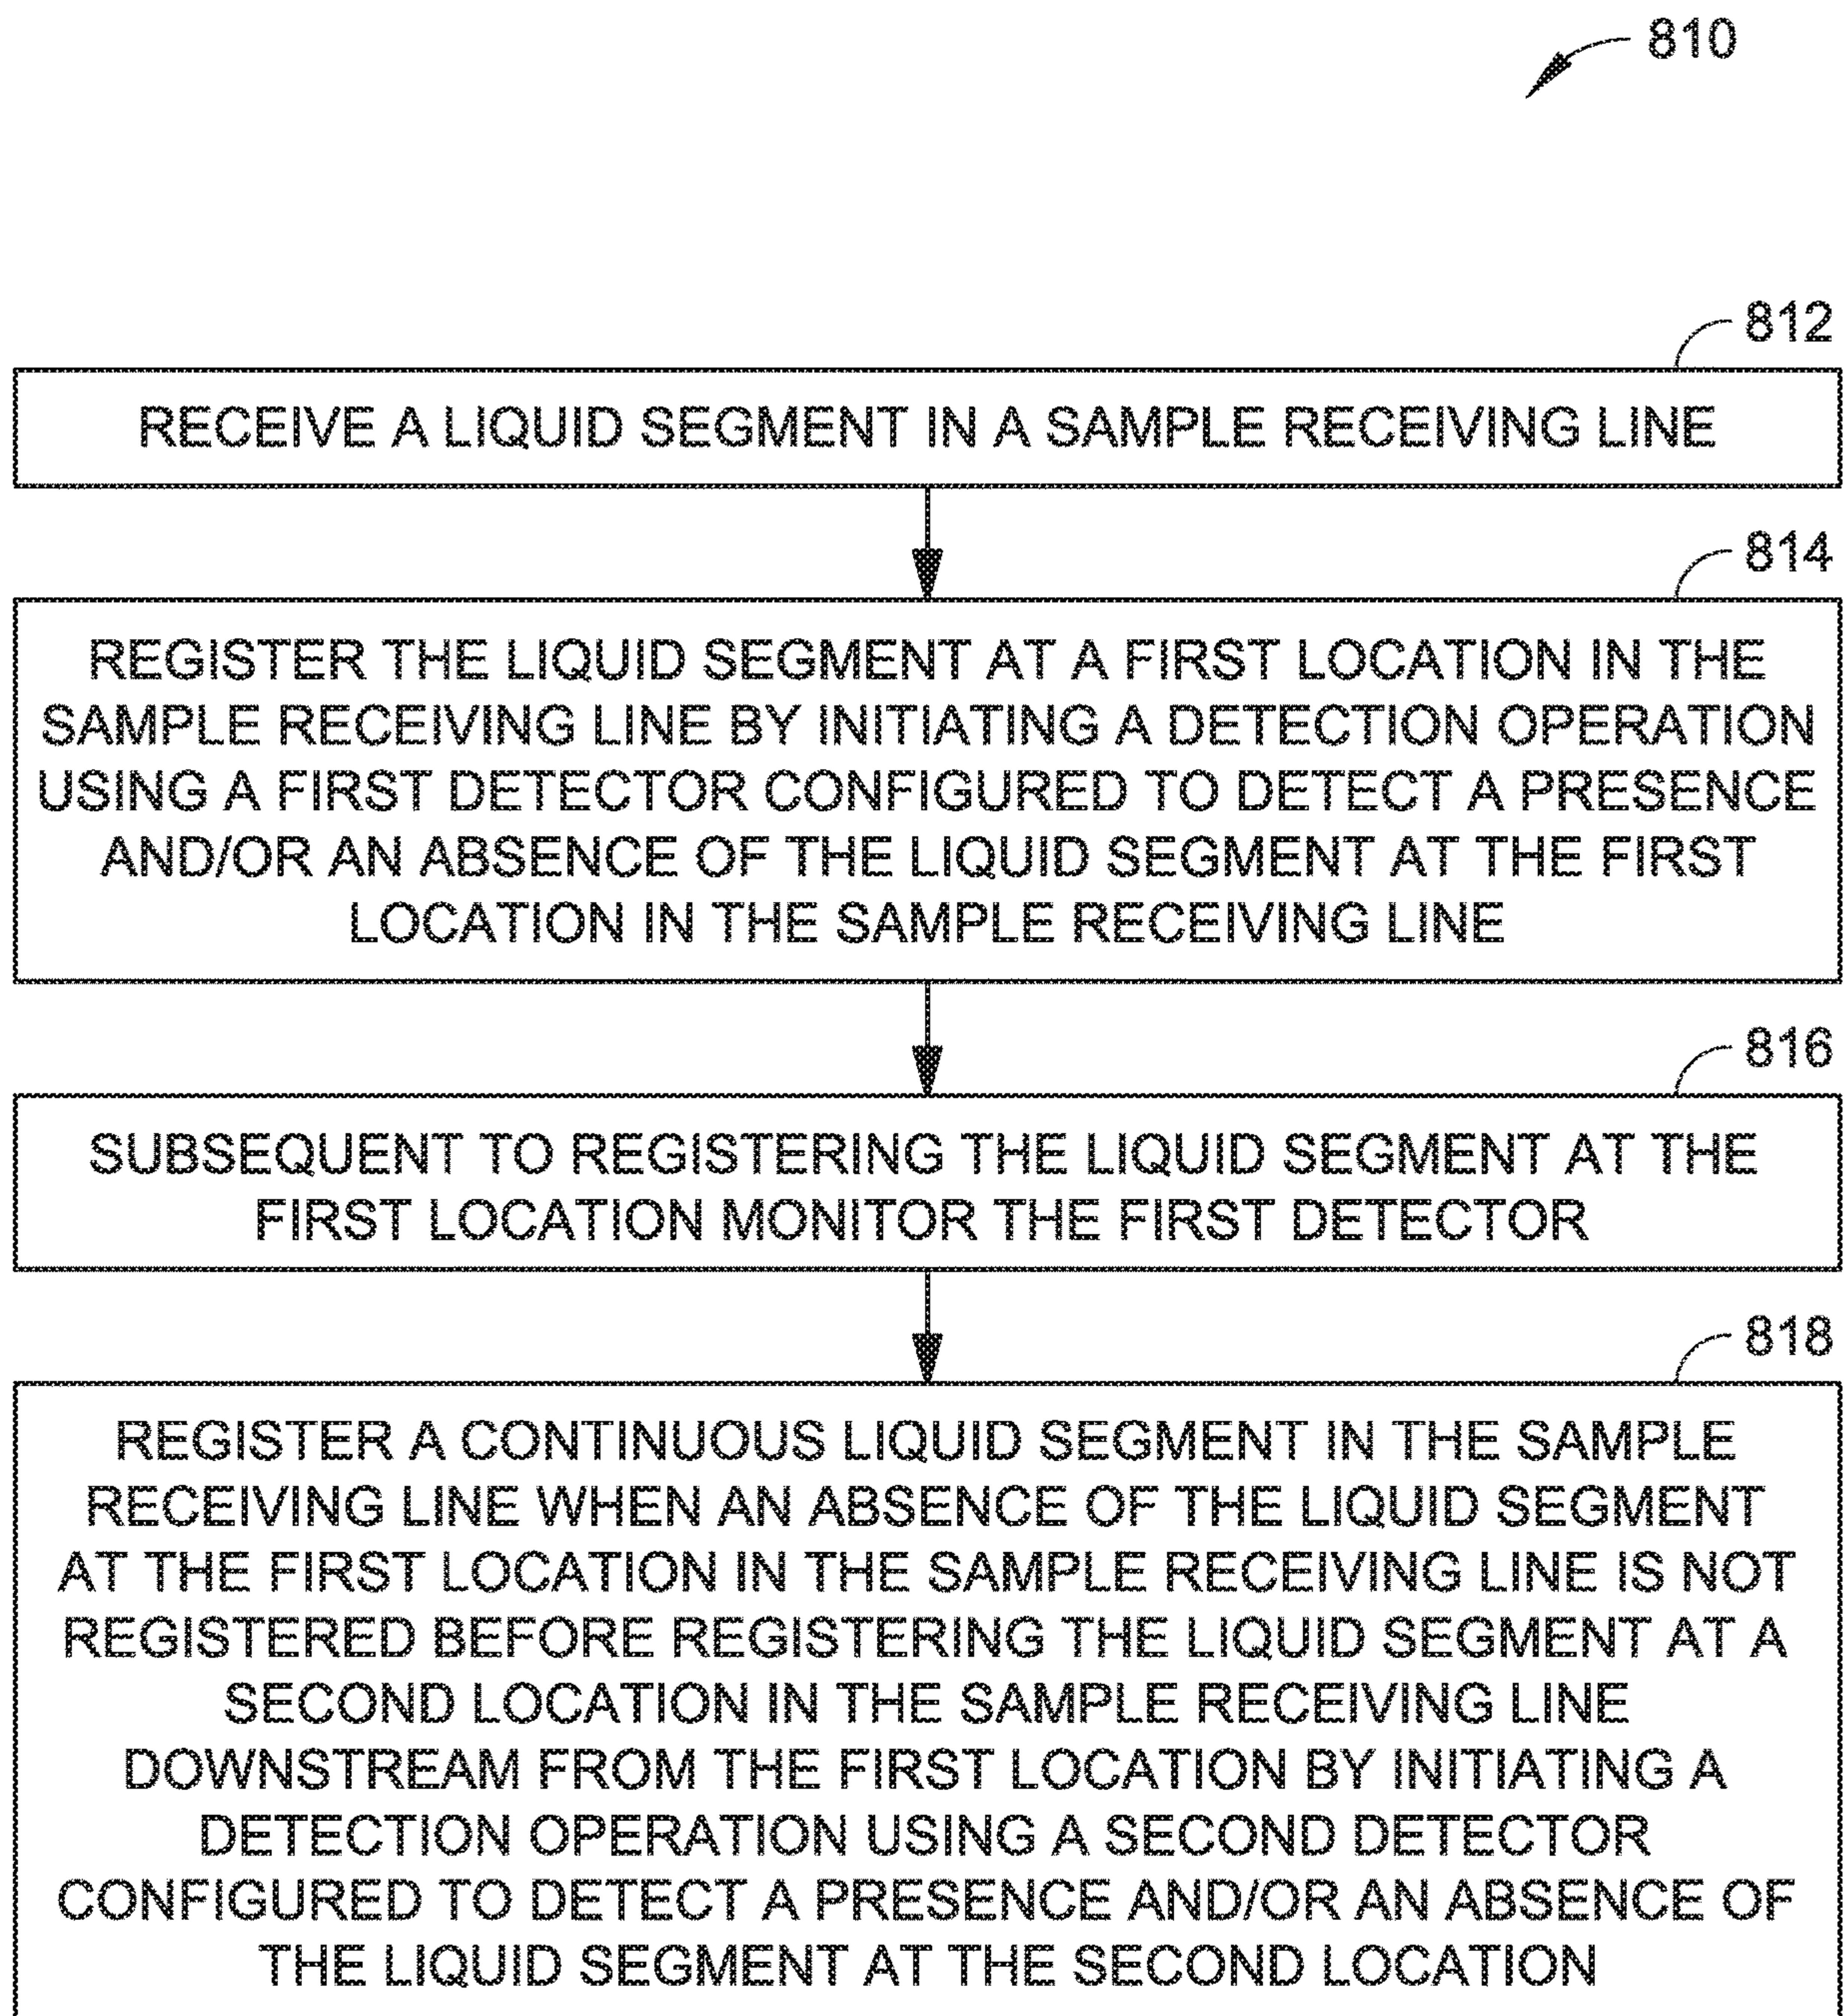 810
812
RECEIVE A LIQUID SEGMENT IN A SAMPLE RECEIVING LINE
814
REGISTER THE LIQUID SEGMENT AT A FIRST LOCATION IN THE
SAMPLE RECEIVING LINE BY INITIATING A DETECTION OPERATION
USING A FIRST DETECTOR CONFIGURED TO DETECT A PRESENCE
AND/OR AN ABSENCE OF THE LIQUID SEGMENT AT THE FIRST
LOCATION IN THE SAMPLE RECEIVING LINE
816
SUBSEQUENT TO REGISTERING THE LIQUID SEGMENT AT THE
FIRST LOCATION MONITOR THE FIRST DETECTOR
818
REGISTER A CONTINUOUS LIQUID SEGMENT IN THE SAMPLE
RECEIVING LINE WHEN AN ABSENCE OF THE LIQUID SEGMENT
AT THE FIRST LOCATION IN THE SAMPLE RECEIVING LINE IS NOT
REGISTERED BEFORE REGISTERING THE LIQUID SEGMENT AT A
SECOND LOCATION IN THE SAMPLE RECEIVING LINE
DOWNSTREAM FROM THE FIRST LOCATION BY INITIATING A
DETECTION OPERATION USING A SECOND DETECTOR
CONFIGURED TO DETECT A PRESENCE AND/OR AN ABSENCE OF
THE LIQUID SEGMENT AT THE SECOND LOCATION